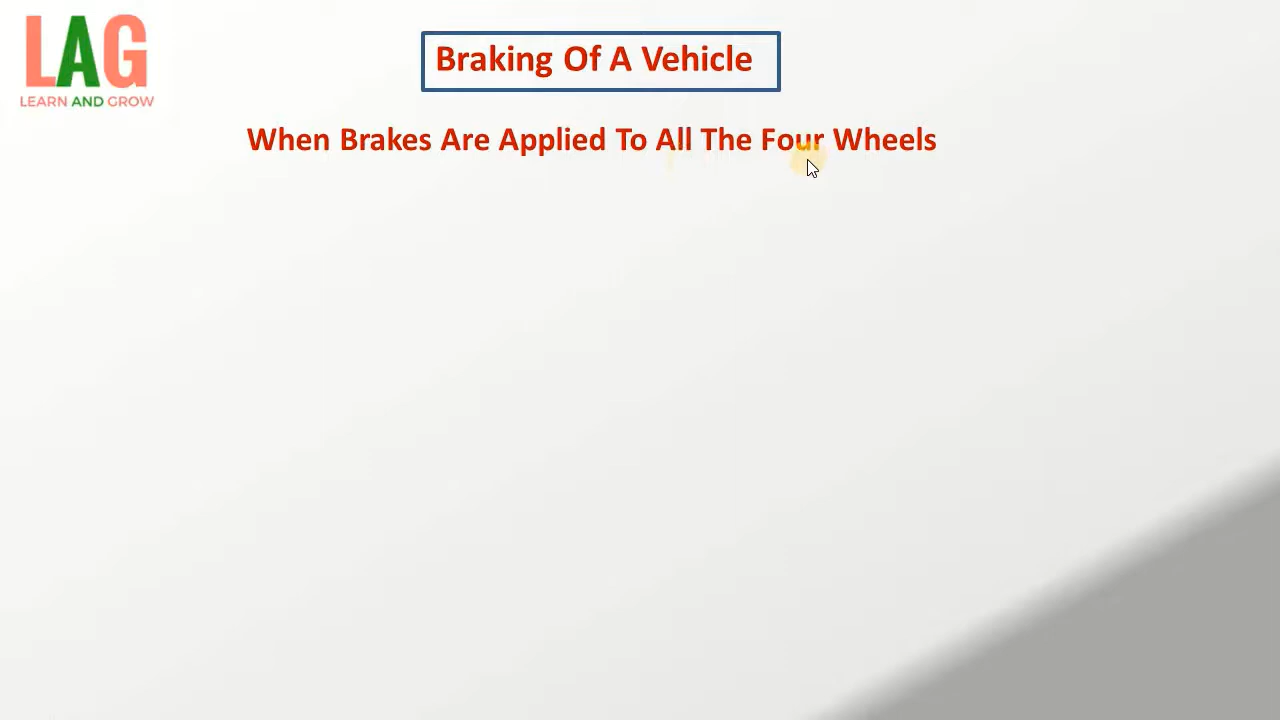 LAG
LEARN AND GROW
Braking Of A Vehicle
When Brakes Are Applied To All The Four Wheels